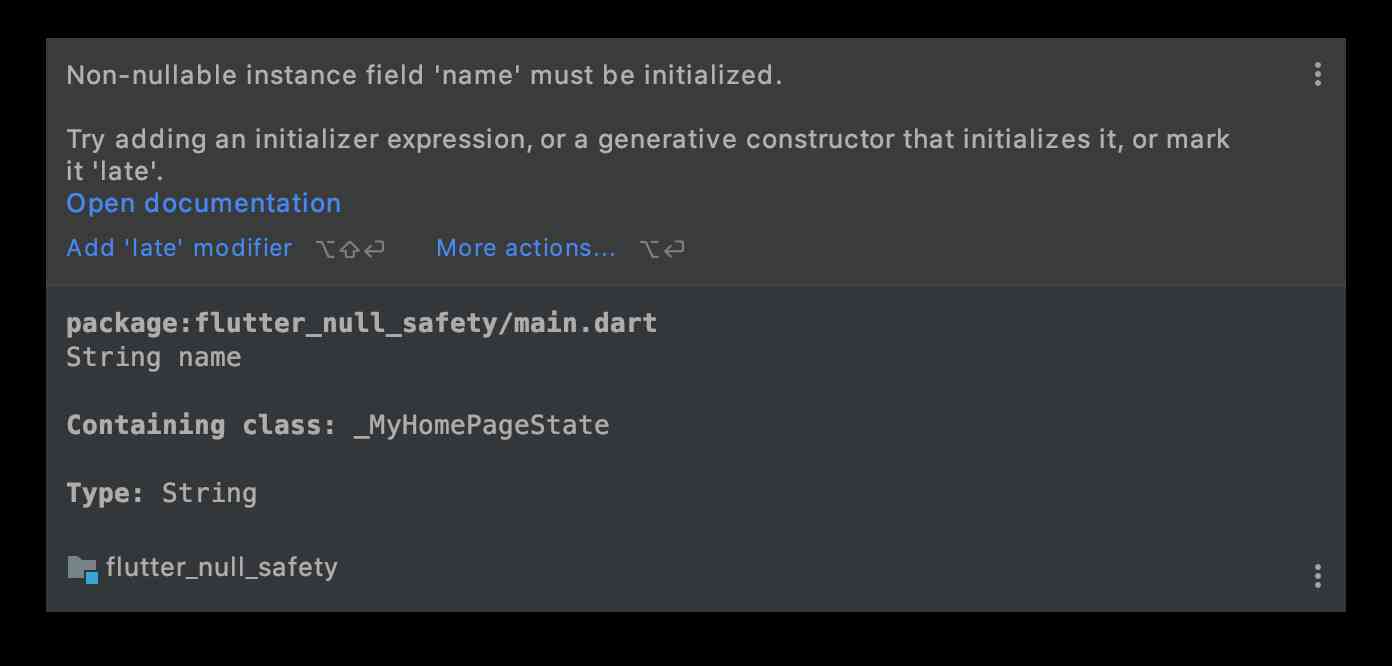 Non-nullable instance field 'name' must be initialized.
Try adding an initializer expression, or a generative constructor that initializes it, or mark
it 'late'.
Open documentation
Add 'late' modifier ⌥⇧⏎ More actions... ⌥⏎
package:flutter_null_safety/main.dart
String name
Containing class: _MyHomePageState
Type: String
flutter_null_safety